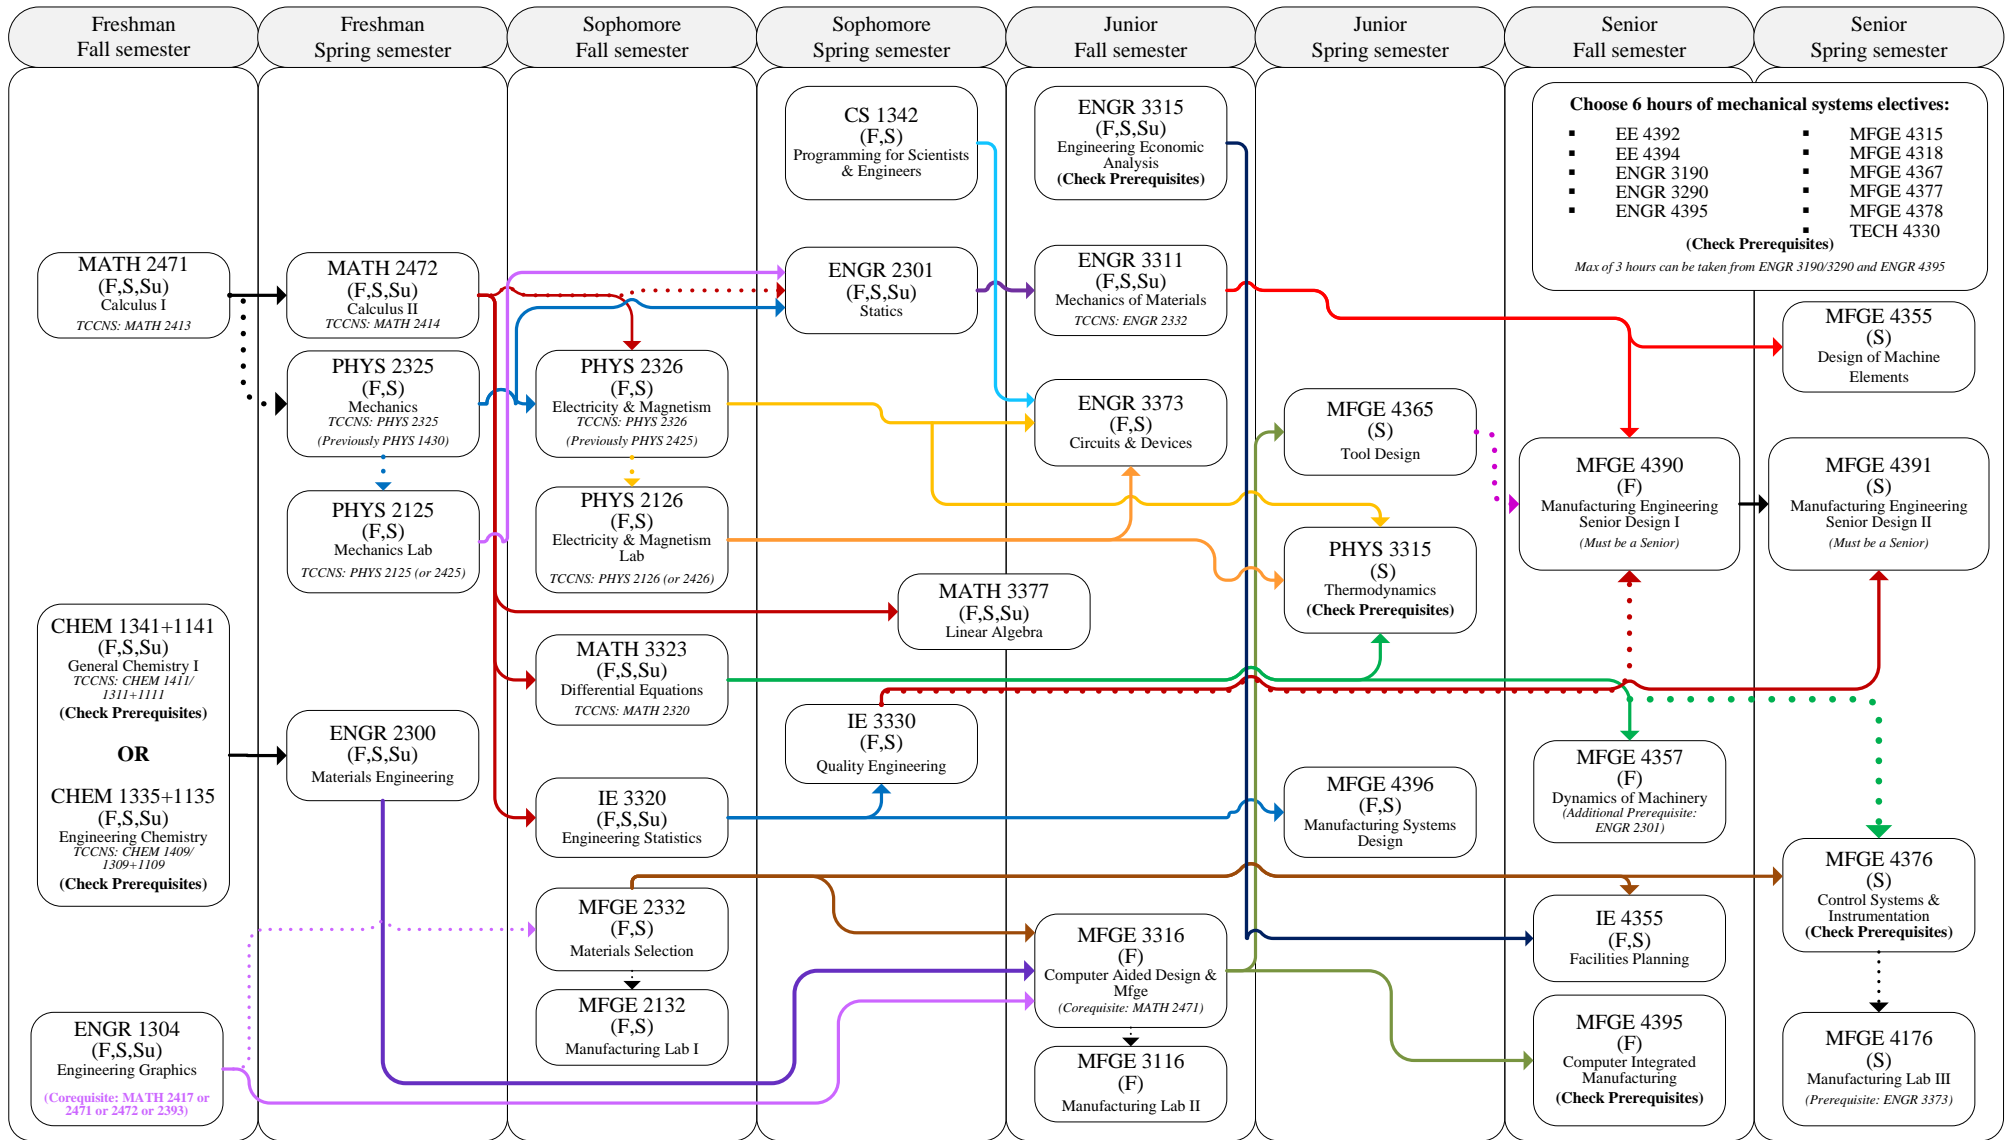 Freshman
Fall semester
Freshman
Spring semester
Sophomore
Fall semester
Sophomore
Spring semester
Junior
Fall semester
Junior
Spring semester
Senior
Fall semester
Senior
Spring semester
MATH 2471
(F,S,Su)
Calculus I
TCCNS: MATH 2413
CHEM 1341+1141
(F,S,Su)
General Chemistry I
TCCNS: CHEM 1411/
1311+1111
(Check Prerequisites)
OR
CHEM 1335+1135
(F,S,Su)
Engineering Chemistry
TCCNS: CHEM 1409/
1309+1109
(Check Prerequisites)
ENGR 1304
(F,S,Su)
Engineering Graphics
(Corequisite: MATH 2417 or
2471 or 2472 or 2393)
MATH 2472
(F,S,Su)
Calculus II
TCCNS: MATH 2414
PHYS 2325
(F,S)
Mechanics
TCCNS: PHYS 2325
(Previously PHYS 1430)
PHYS 2125
(F,S)
Mechanics Lab
TCCNS: PHYS 2125 (or 2425)
ENGR 2300
(F,S,Su)
Materials Engineering
PHYS 2326
(F,S)
Electricity & Magnetism
TCCNS: PHYS 2326
(Previously PHYS 2425)
PHYS 2126
(F,S)
Electricity & Magnetism
Lab
TCCNS: PHYS 2126 (or 2426)
MATH 3323
(F,S,Su)
Differential Equations
TCCNS: MATH 2320
IE 3320
(F,S,Su)
Engineering Statistics
MFGE 2332
(F,S)
Materials Selection
MFGE 2132
(F,S)
Manufacturing Lab I
CS 1342
(F,S)
Programming for Scientists
& Engineers
ENGR 2301
(F,S,Su)
Statics
MATH 3377
(F,S,Su)
Linear Algebra
IE 3330
(F,S)
Quality Engineering
ENGR 3315
(F,S,Su)
Engineering Economic
Analysis
(Check Prerequisites)
ENGR 3311
(F,S,Su)
Mechanics of Materials
TCCNS: ENGR 2332
ENGR 3373
(F,S)
Circuits & Devices
MFGE 3316
(F)
Computer Aided Design &
Mfge
(Corequisite: MATH 2471)
MFGE 3116
(F)
Manufacturing Lab II
MFGE 4365
(S)
Tool Design
PHYS 3315
(S)
Thermodynamics
(Check Prerequisites)
MFGE 4396
(F,S)
Manufacturing Systems
Design
Choose 6 hours of mechanical systems electives:
▪ EE 4392
▪ EE 4394
▪ ENGR 3190
▪ ENGR 3290
▪ ENGR 4395
▪ MFGE 4315
▪ MFGE 4318
▪ MFGE 4367
▪ MFGE 4377
▪ MFGE 4378
▪ TECH 4330
(Check Prerequisites)
Max of 3 hours can be taken from ENGR 3190/3290 and ENGR 4395
MFGE 4390
(F)
Manufacturing Engineering
Senior Design I
(Must be a Senior)
MFGE 4357
(F)
Dynamics of Machinery
(Additional Prerequisite:
ENGR 2301)
IE 4355
(F,S)
Facilities Planning
MFGE 4395
(F)
Computer Integrated
Manufacturing
(Check Prerequisites)
MFGE 4355
(S)
Design of Machine
Elements
MFGE 4391
(S)
Manufacturing Engineering
Senior Design II
(Must be a Senior)
MFGE 4376
(S)
Control Systems &
Instrumentation
(Check Prerequisites)
MFGE 4176
(S)
Manufacturing Lab III
(Prerequisite: ENGR 3373)